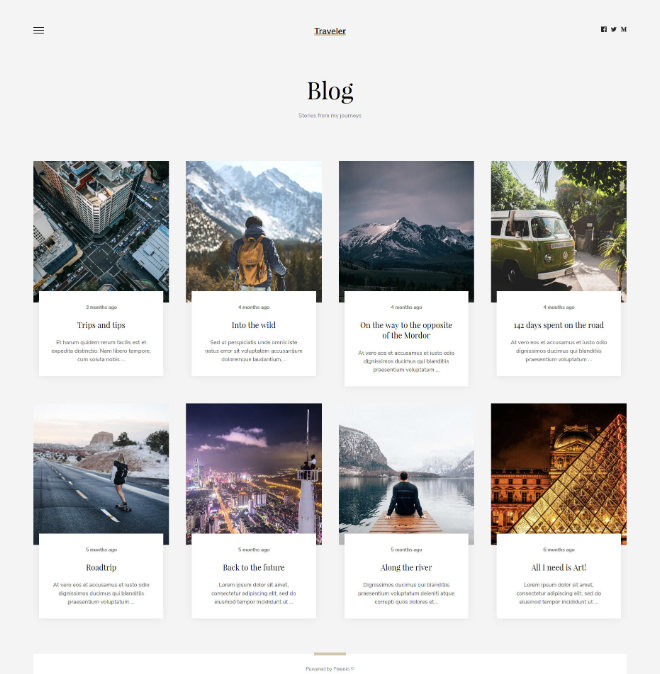 Traveler
M
Blog
Stories from my journeys
3 months ago
Trips and tips
Et harum quidem rerum facilis est et
expedita distinctio. Nam libero tempore,
cum soluta nobis ...
4 months ago
Into the wild
Sed ut perspiciatis unde omnis iste
natus error sit voluptatem accusantium
doloremque laudantium, ...
4 months ago
On the way to the opposite
of the Mordor
At vero eos et accusamus et iusto odio
dignissimos ducimus qui blanditiis
praesentium voluptatum ...
4 months ago
142 days spent on the road
At vero eos et accusamus et iusto odio
dignissimos ducimus qui blanditiis
praesentium voluptatum ...
5 months ago
Roadtrip
At vero eos et accusamus et iusto odio
dignissimos ducimus qui blanditiis
praesentium voluptatum ...
5 months ago
Back to the future
Lorem ipsum dolor sit amet,
consectetur adipiscing elit, sed do
eiusmod tempor incididunt ut ...
5 months ago
Along the river
Dignissimos ducimus qui blanditiis
praesentium voluptatum deleniti atque
corrupti quos dolores et...
6 months ago
All I need is Art!
Lorem ipsum dolor sit amet,
consectetur adipiscing elit, sed do
eiusmod tempor incididunt ut ...
Powered by